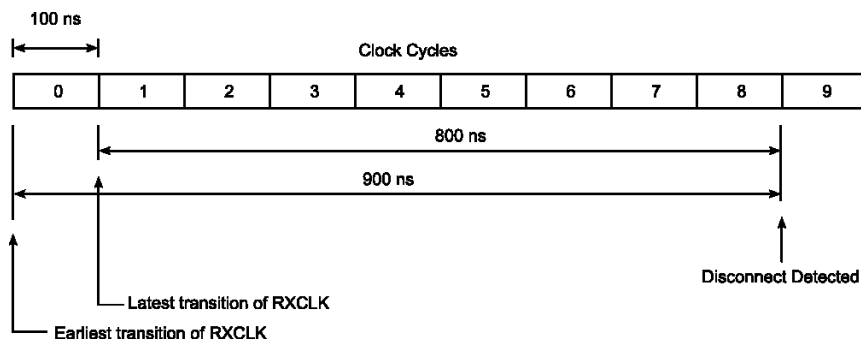 100 ns
Clock Cycles
0 1 2 3 4 5 6 7 8 9
800 ns
900 ns
Disconnect Detected
Latest transition of RXCLK
Earliest transition of RXCLK